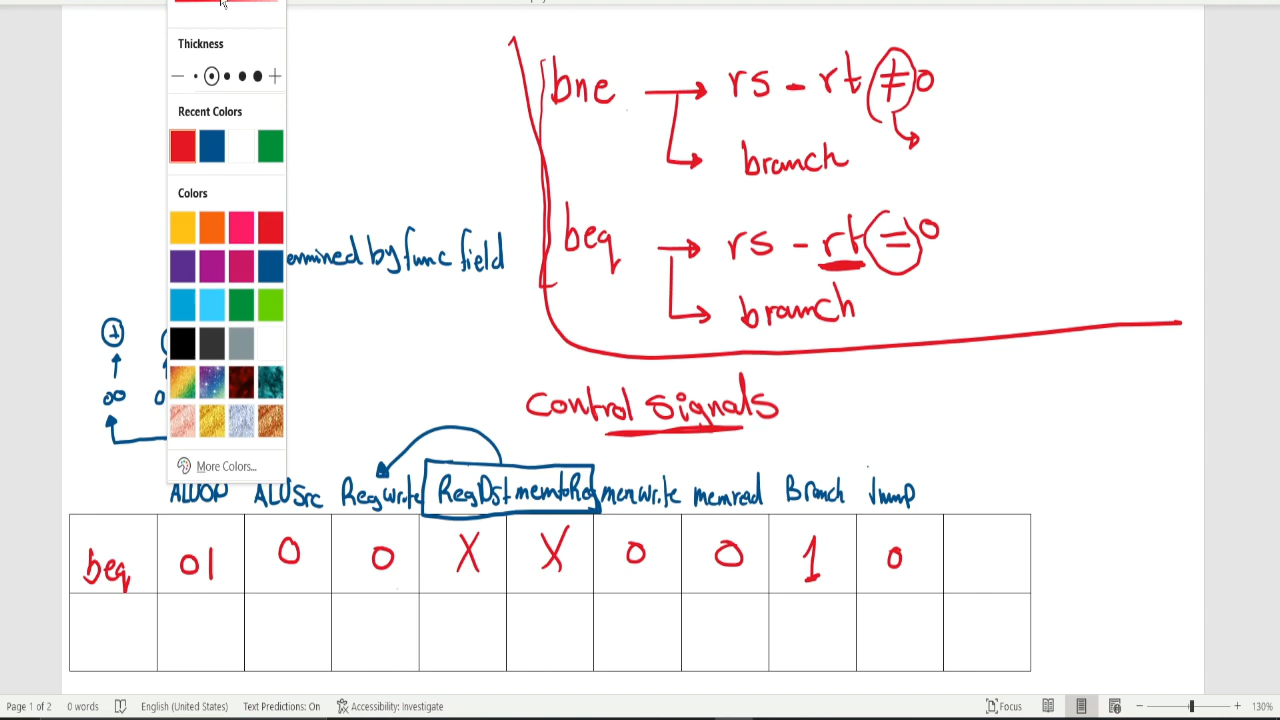 Thickness
Recent Colors
Colors
More Colors...
bne → rs - rt ≠ 0
branch
beq → rs - rt = 0
branch
ermined by func field
+
00 0
control signals
ALUOP ALUSrc RegWrite RegDst memtoReg memWrite memread Branch Jump
beq 01 0 0 X X 0 0 1 0
Page 1 of 2 0 words English (United States) Text Predictions: On Accessibility: Investigate Focus 130%